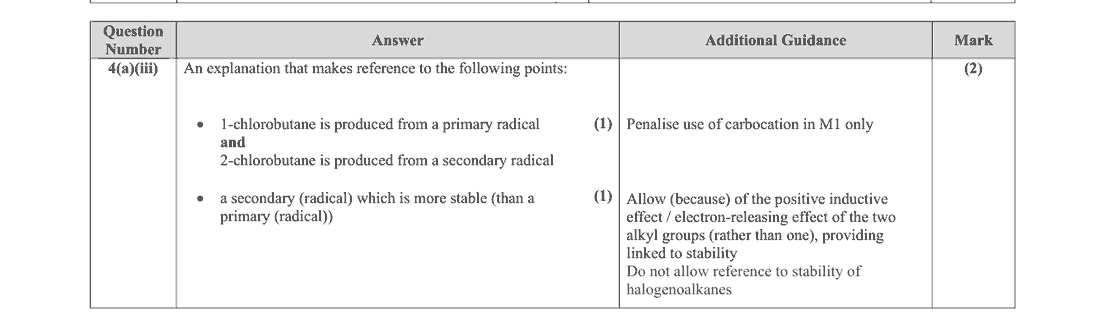 Question Number
Answer
Additional Guidance
Mark
4(a)(iii)
An explanation that makes reference to the following points:
(2)
• 1-chlorobutane is produced from a primary radical
(1)
Penalise use of carbocation in M1 only
and
2-chlorobutane is produced from a secondary radical
• a secondary (radical) which is more stable (than a
primary (radical))
(1)
Allow (because) of the positive inductive
effect / electron-releasing effect of the two
alkyl groups (rather than one), providing
linked to stability
Do not allow reference to stability of
halogenoalkanes